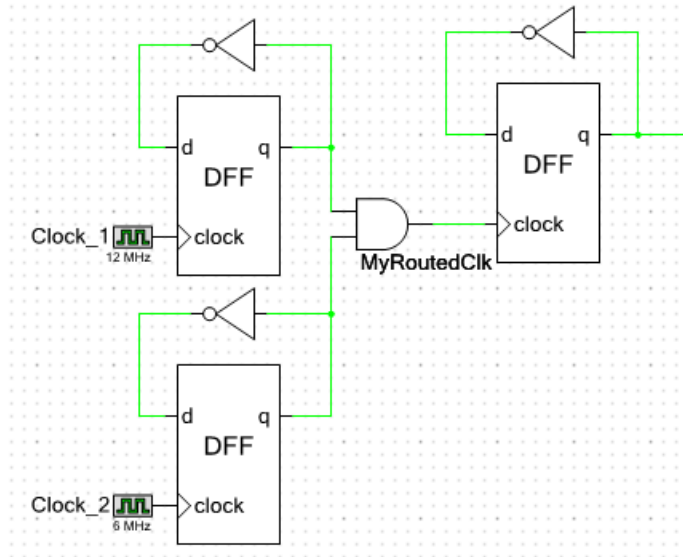 d q
DFF
Clock_1
clock
12 MHz
d q
DFF
clock
MyRoutedClk
d q
DFF
Clock_2
clock
6 MHz